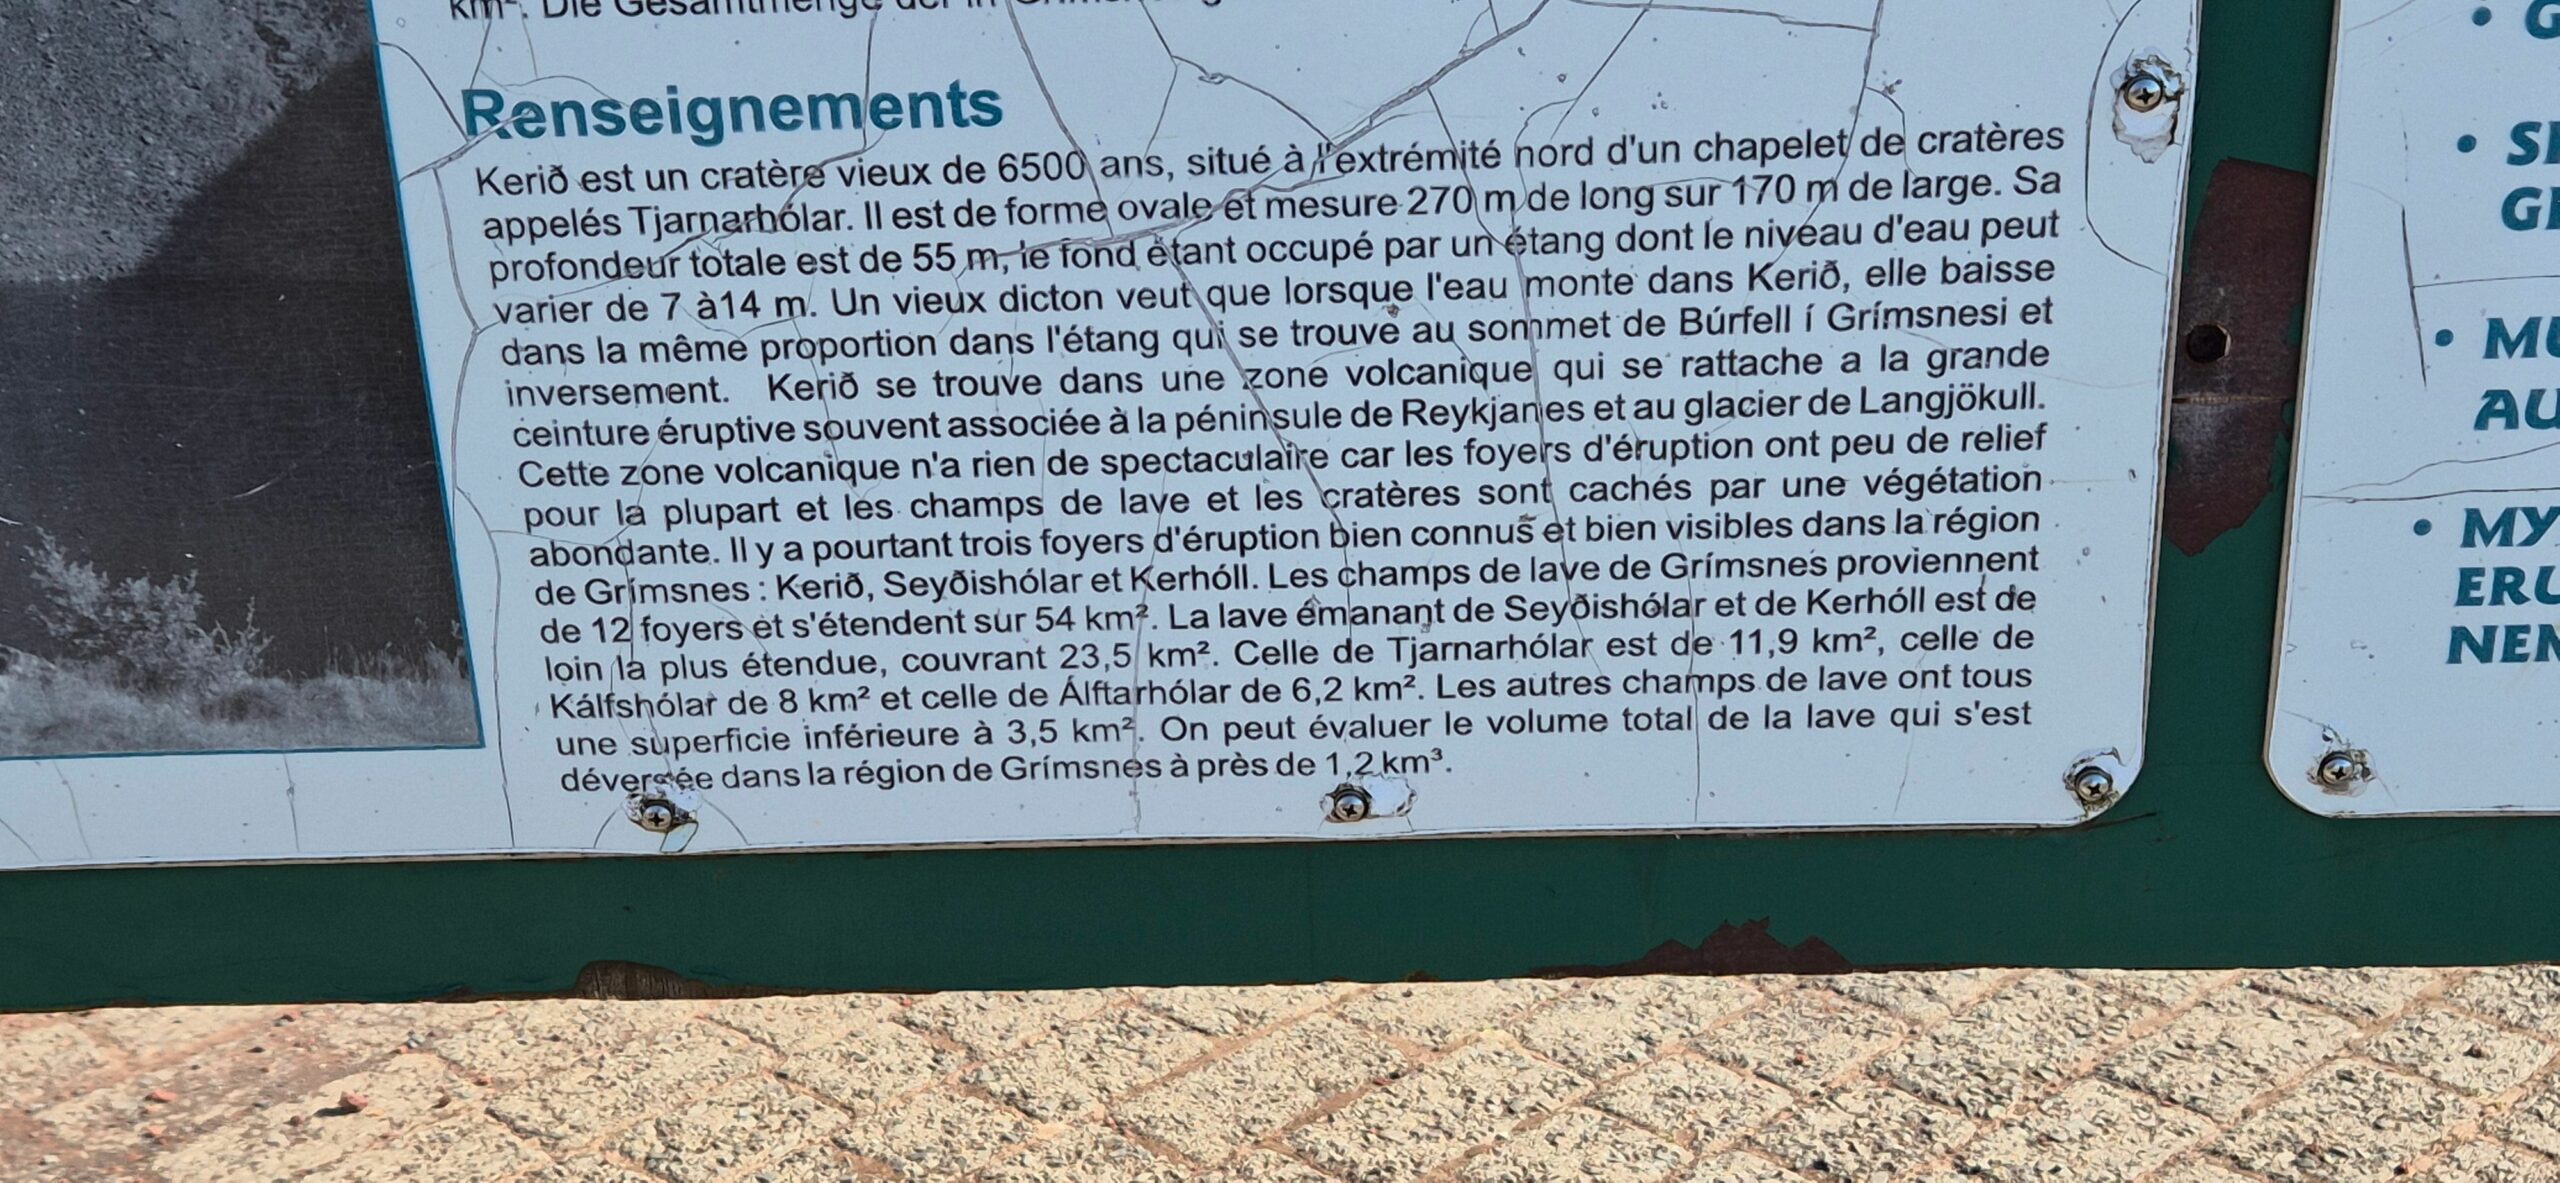 km². Die Gesamtmenge der in
Renseignements
Kerið est un cratère vieux de 6500 ans, situé à l'extrémité nord d'un chapelet de cratères
appelés Tjarnarhólar. Il est de forme ovale et mesure 270 m de long sur 170 m de large. Sa
profondeur totale est de 55 m, le fond étant occupé par un étang dont le niveau d'eau peut
varier de 7 à14 m. Un vieux dicton veut que lorsque l'eau monte dans Kerið, elle baisse
dans la même proportion dans l'étang qui se trouve au sommet de Búrfell í Grímsnesi et
inversement. Kerið se trouve dans une zone volcanique qui se rattache a la grande
ceinture éruptive souvent associée à la péninsule de Reykjanes et au glacier de Langjökull.
Cette zone volcanique n'a rien de spectaculaire car les foyers d'éruption ont peu de relief
pour la plupart et les champs de lave et les cratères sont cachés par une végétation
abondante. Il y a pourtant trois foyers d'éruption bien connus et bien visibles dans la région
de Grímsnes : Kerið, Seyðishólar et Kerhóll. Les champs de lave de Grímsnes proviennent
de 12 foyers et s'étendent sur 54 km². La lave émanant de Seyðishólar et de Kerhóll est de
loin la plus étendue, couvrant 23,5 km². Celle de Tjarnarhólar est de 11,9 km², celle de
Kálfshólar de 8 km² et celle de Álftarhólar de 6,2 km². Les autres champs de lave ont tous
une superficie inférieure à 3,5 km². On peut évaluer le volume total de la lave qui s'est
déversée dans la région de Grímsnes à près de 1,2 km³.
• G
• S
GE
• MU
AU
• MY
ERU
NEN